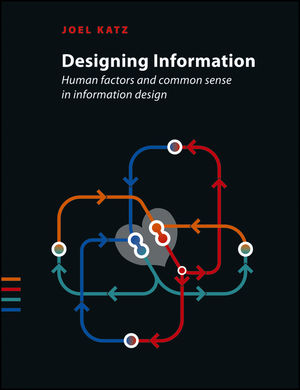 JOEL KATZ
Designing Information
Human factors and common sense
in information design